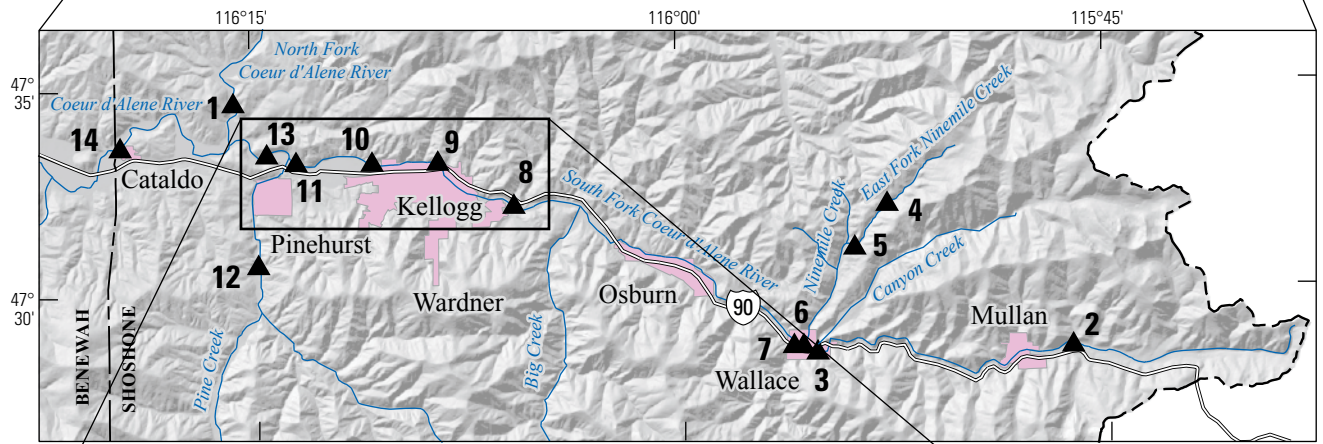 116°15'
116°00'
115°45'
North Fork
Coeur d'Alene River
47°
35'
Coeur d'Alene River
1
14
13
10
9
Cataldo
11
8
Kellogg
East Fork Ninemile Creek
South Fork Coeur d'Alene River
Ninemile Creek
4
5
Pinehurst
12
Canyon Creek
Wardner
Osburn
90
47°
30'
BENEWAH
SHOSHONE
Pine Creek
Big Creek
6
7
Wallace
3
Mullan
2